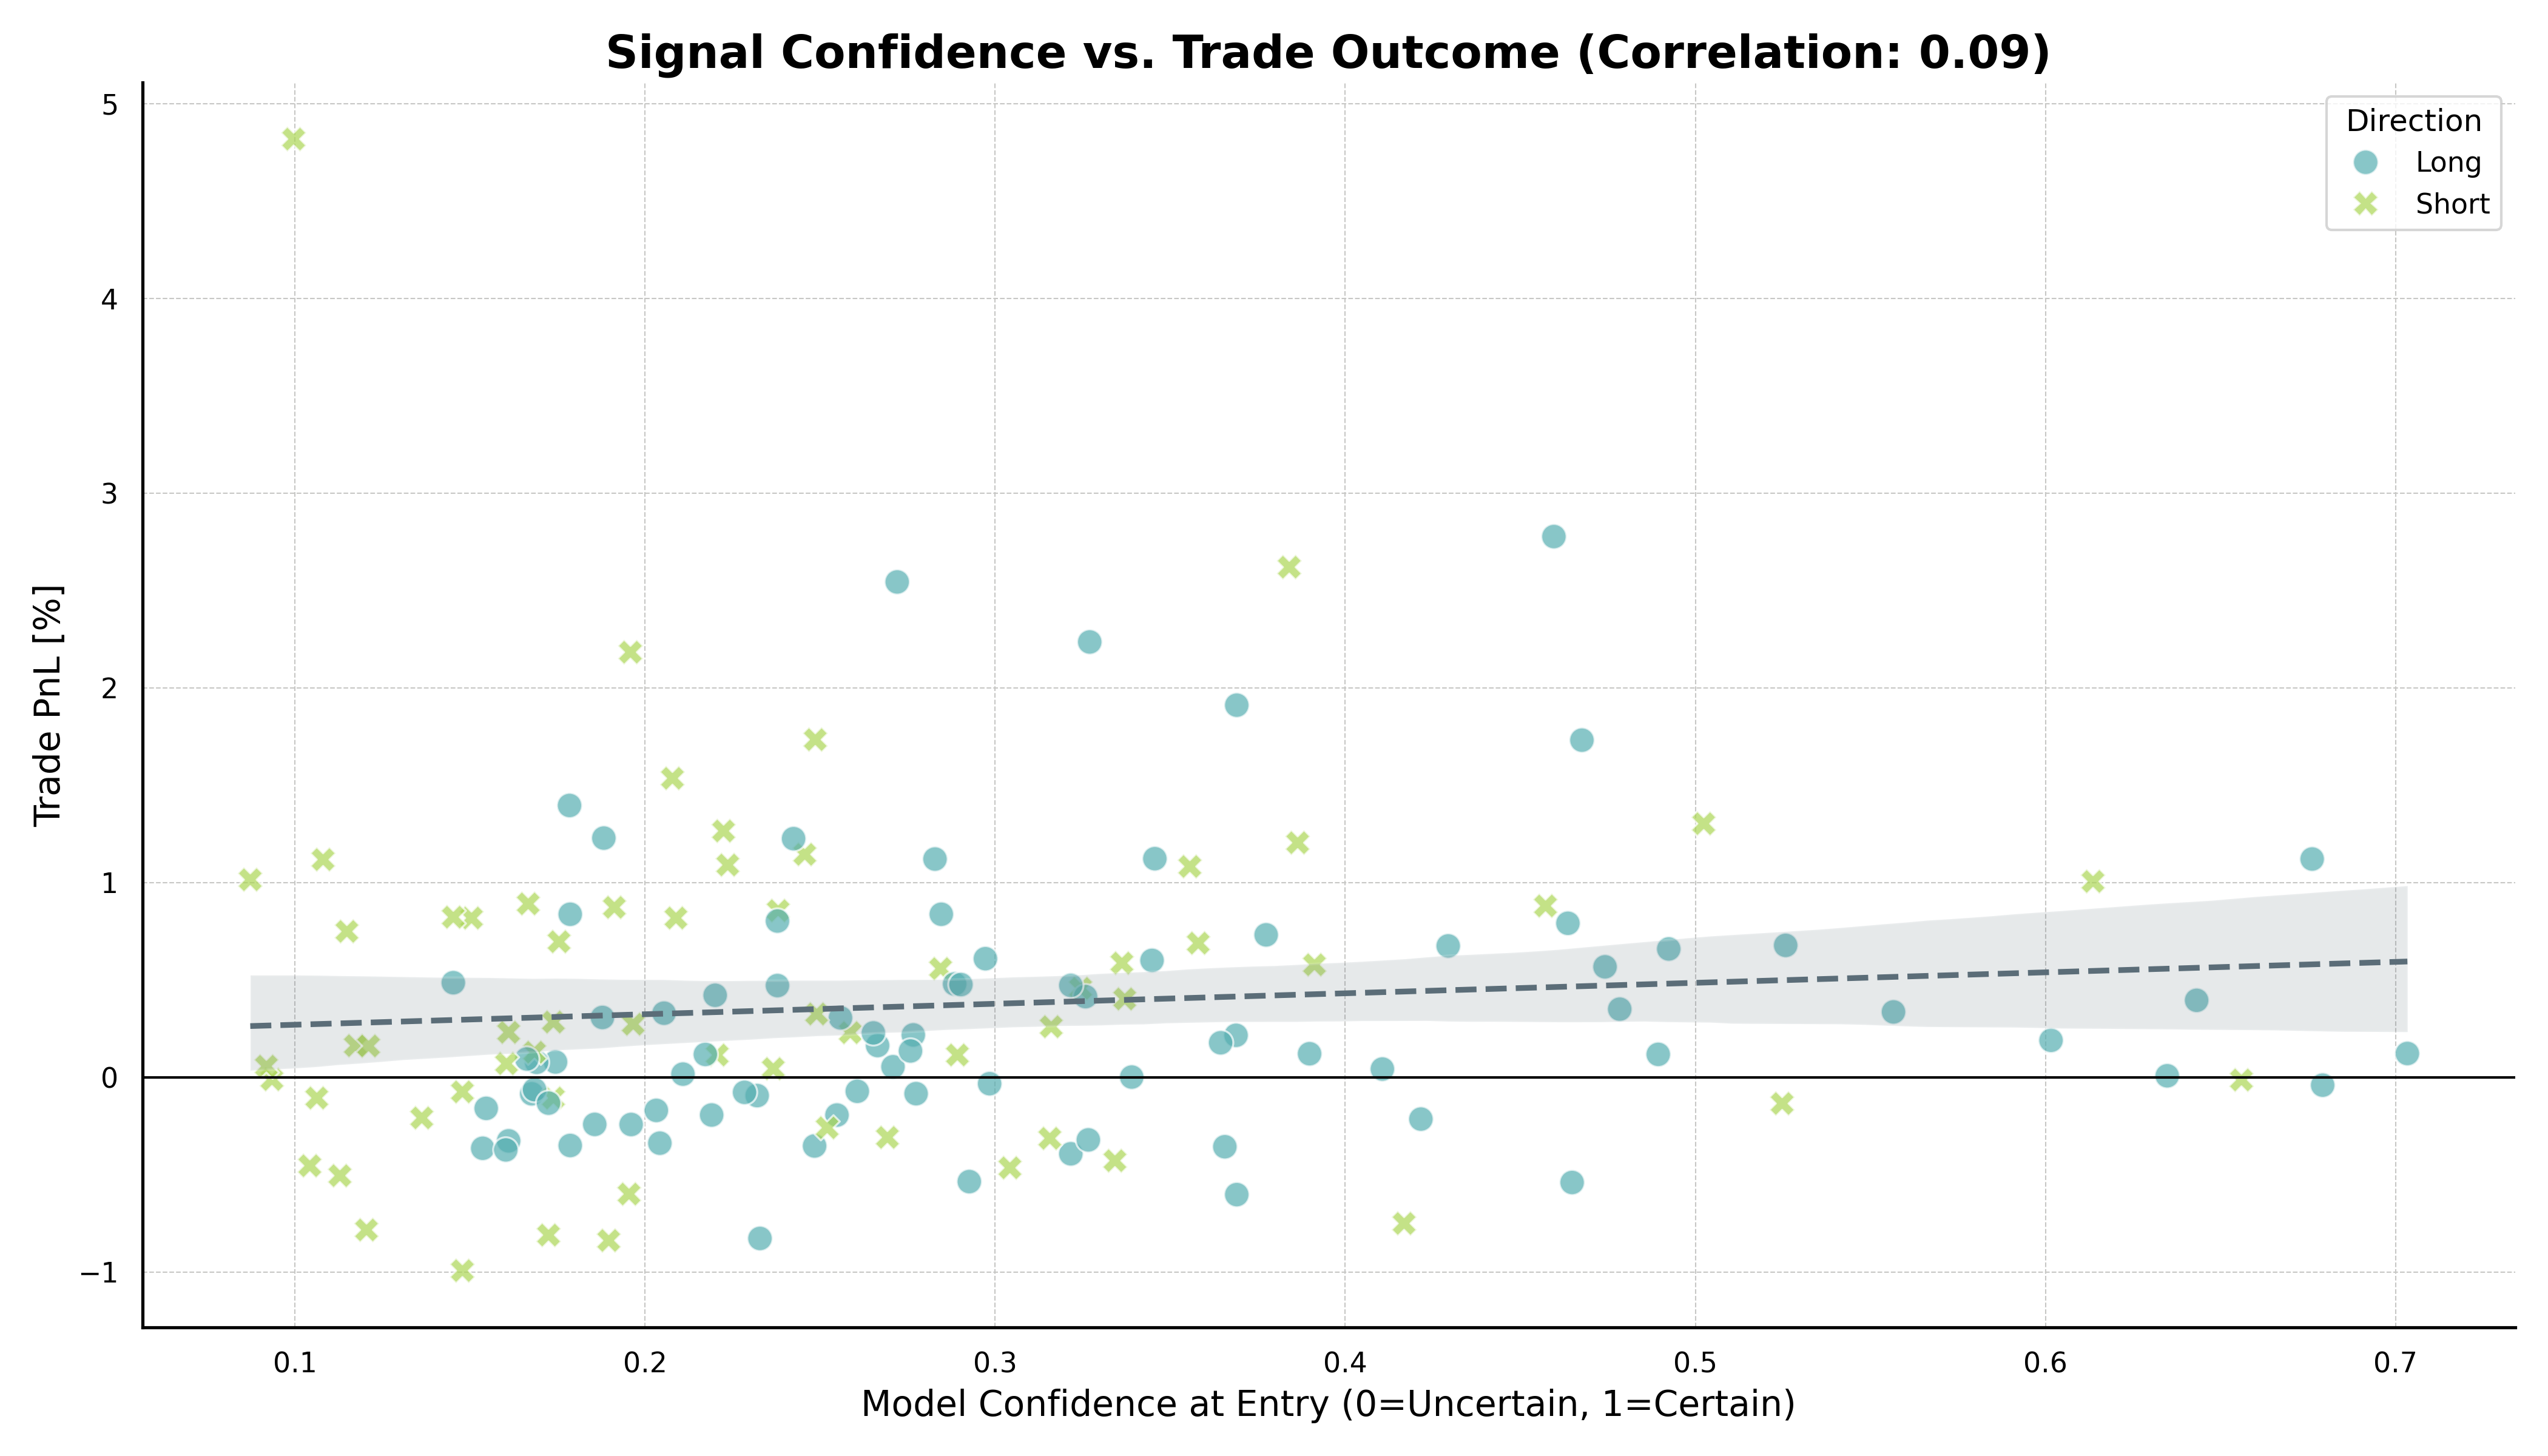 Signal Confidence vs. Trade Outcome (Correlation: 0.09)
Direction
Long
Short
Trade PnL [%]
5
4
3
2
1
0
−1
0.1 0.2 0.3 0.4 0.5 0.6 0.7
Model Confidence at Entry (0=Uncertain, 1=Certain)